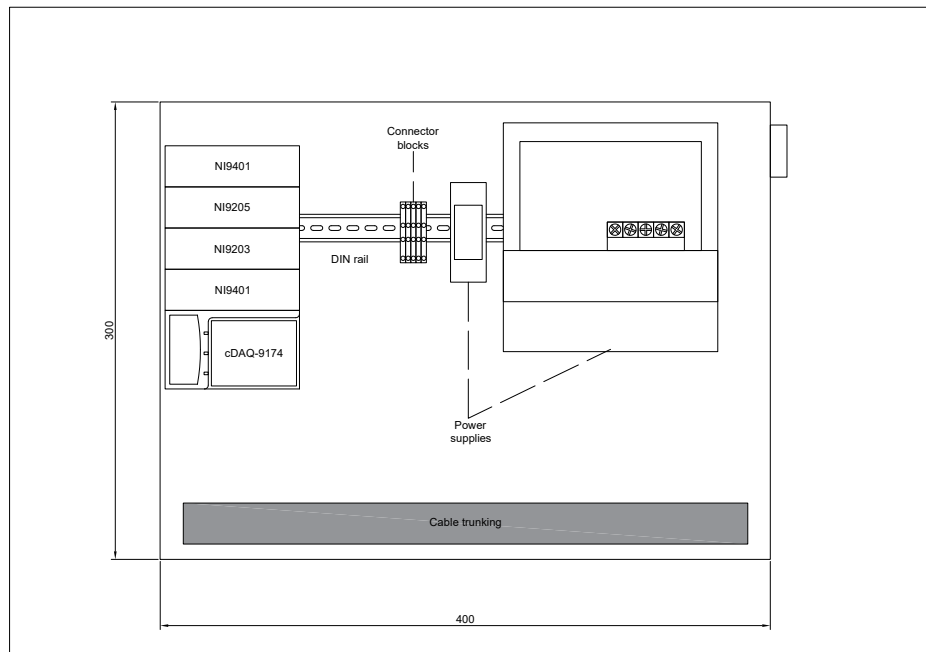 Connector
blocks
NI9401
NI9205
NI9203
DIN rail
NI9401
300
cDAQ-9174
Power
supplies
Cable trunking
400